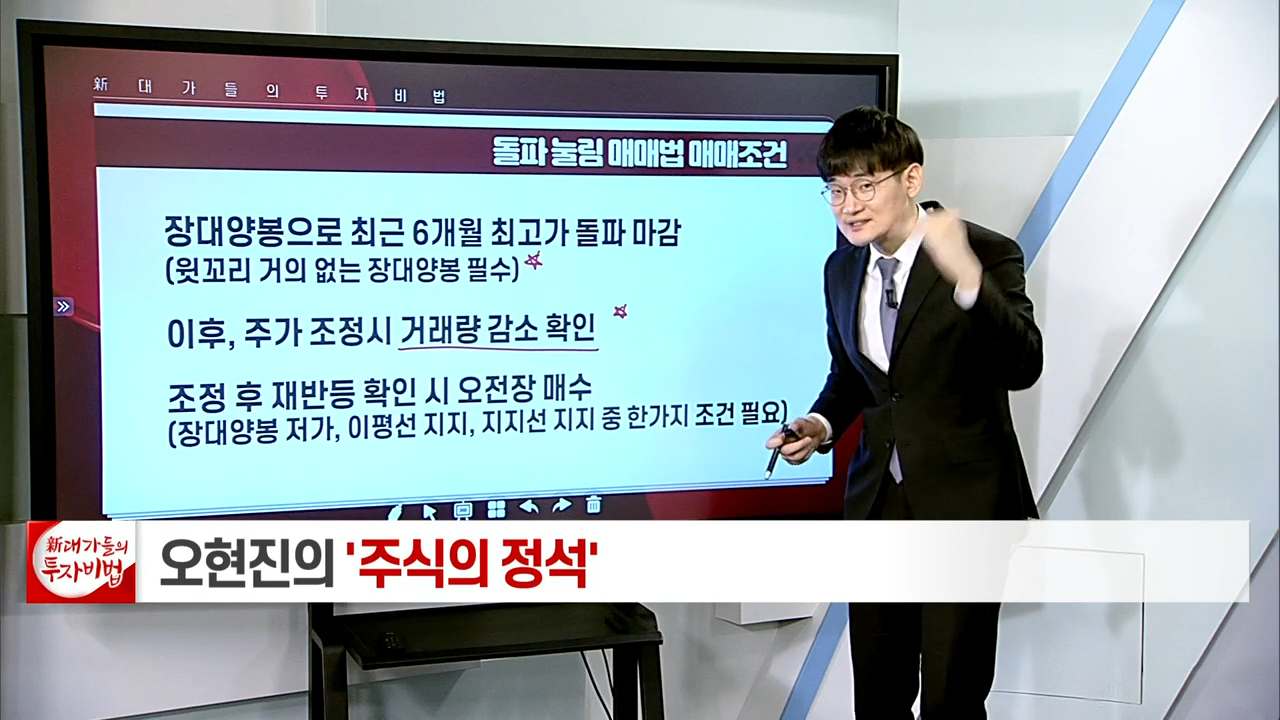 新 대 가 들 의 투 자 비 법
돌파 눌림 매매법 매매조건
장대양봉으로 최근 6개월 최고가 돌파 마감
(윗꼬리 거의 없는 장대양봉 필수)
이후, 주가 조정시 거래량 감소 확인
조정 후 재반등 확인 시 오전장 매수
(장대양봉 저가, 이평선 지지, 지지선 지지 중 한가지 조건 필요)
新대가들의
투자비법
오현진의 '주식의 정석'